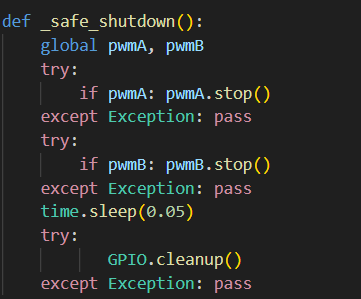 def _safe_shutdown():
    global pwmA, pwmB
    try:
        if pwmA: pwmA.stop()
    except Exception: pass
    try:
        if pwmB: pwmB.stop()
    except Exception: pass
    time.sleep(0.05)
    try:
            GPIO.cleanup()
    except Exception: pass